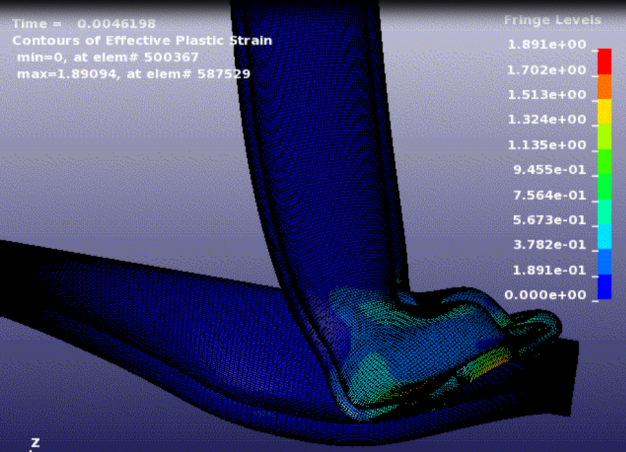 Time = 0.0046198
Contours of Effective Plastic Strain
min=0, at elem# 500367
max=1.89094, at elem# 587529
Fringe Levels
1.891e+00
1.702e+00
1.513e+00
1.324e+00
1.135e+00
9.455e-01
7.564e-01
5.673e-01
3.782e-01
1.891e-01
0.000e+00
z